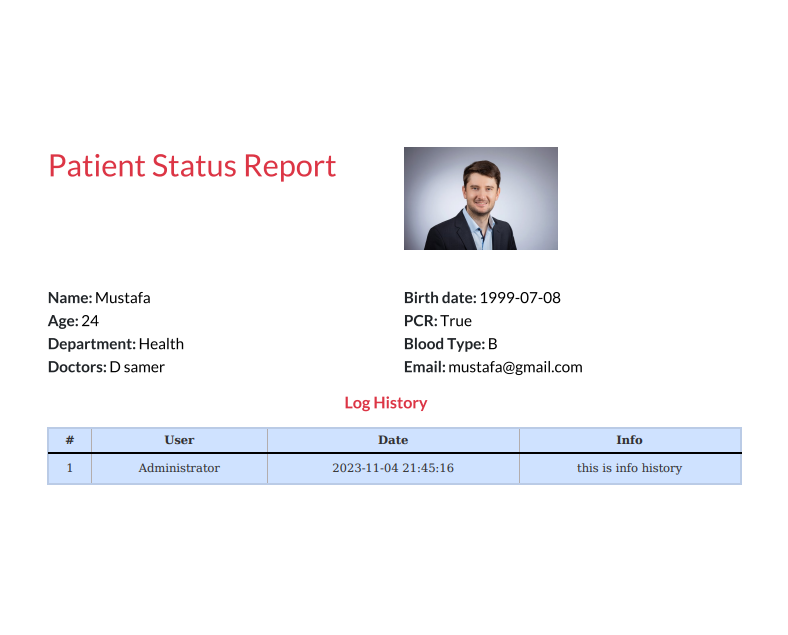 Patient Status Report
Name: Mustafa
Birth date: 1999-07-08
Age: 24
PCR: True
Department: Health
Blood Type: B
Doctors: D samer
Email: mustafa@gmail.com
Log History
# User Date Info
1 Administrator 2023-11-04 21:45:16 this is info history